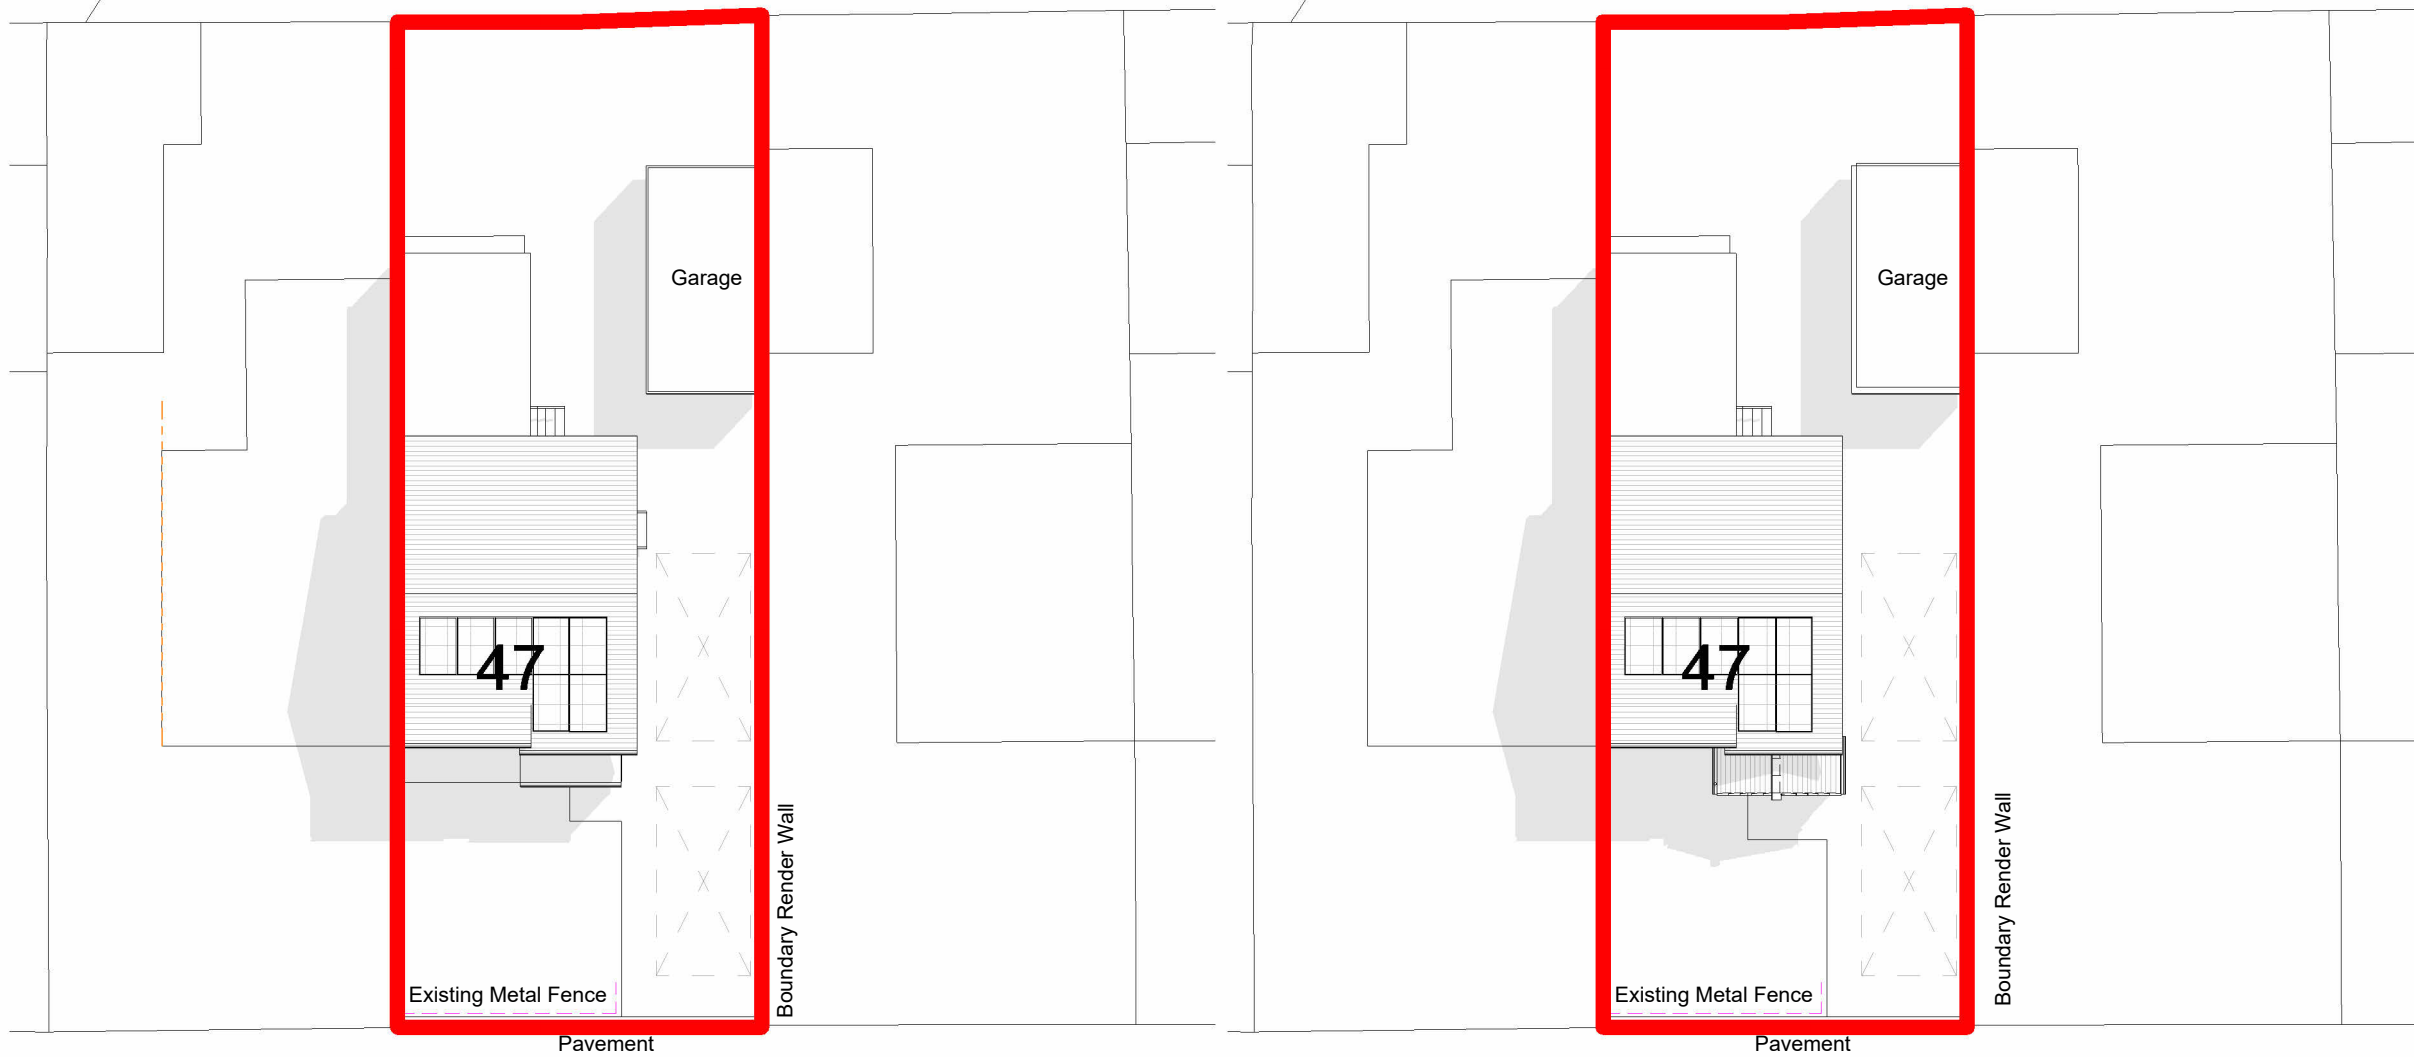 Garage
47
Boundary Render Wall
Existing Metal Fence
Pavement
Garage
47
Boundary Render Wall
Existing Metal Fence
Pavement